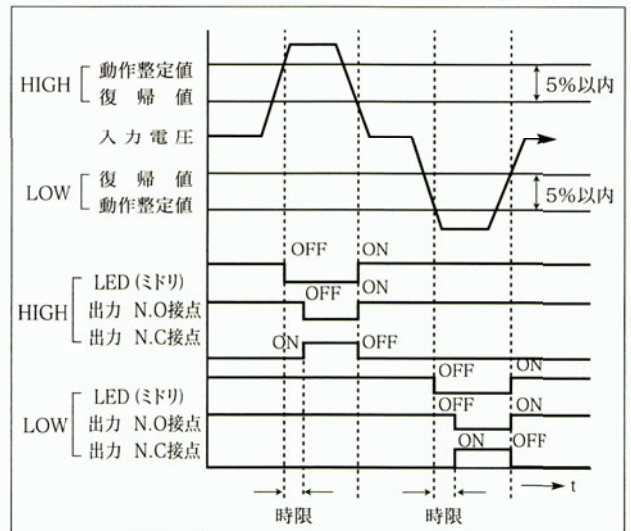 HIGH
動作整定値
復帰値
5%以内
入力電圧
LOW
復帰値
動作整定値
5%以内
OFF ON
HIGH
LED (ミドリ)
OFF ON
出力 N.O接点
出力 N.C接点
ON OFF
LOW
LED (ミドリ)
OFF ON
出力 N.O接点
OFF ON
出力 N.C接点
ON OFF
t
時限 時限